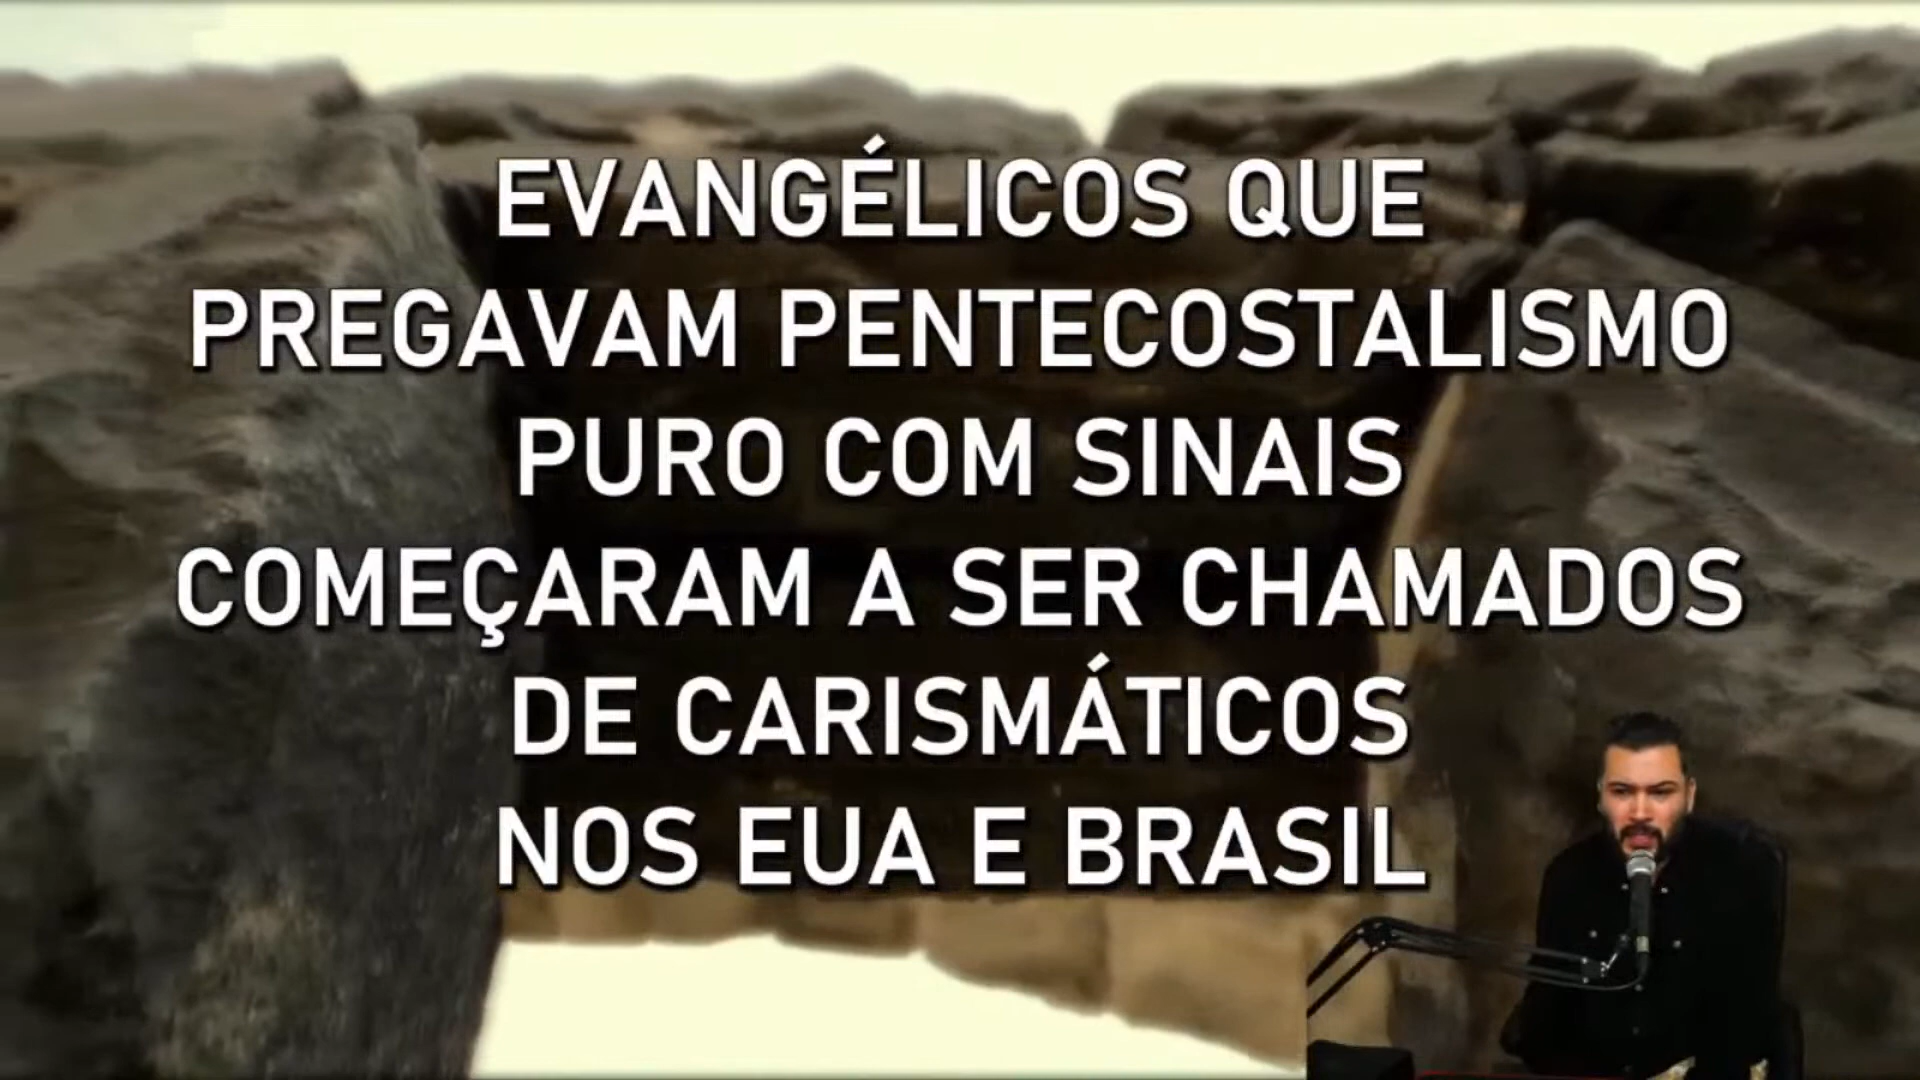 EVANGÉLICOS QUE
PREGAVAM PENTECOSTALISMO
PURO COM SINAIS
COMEÇARAM A SER CHAMADOS
DE CARISMÁTICOS
NOS EUA E BRASIL